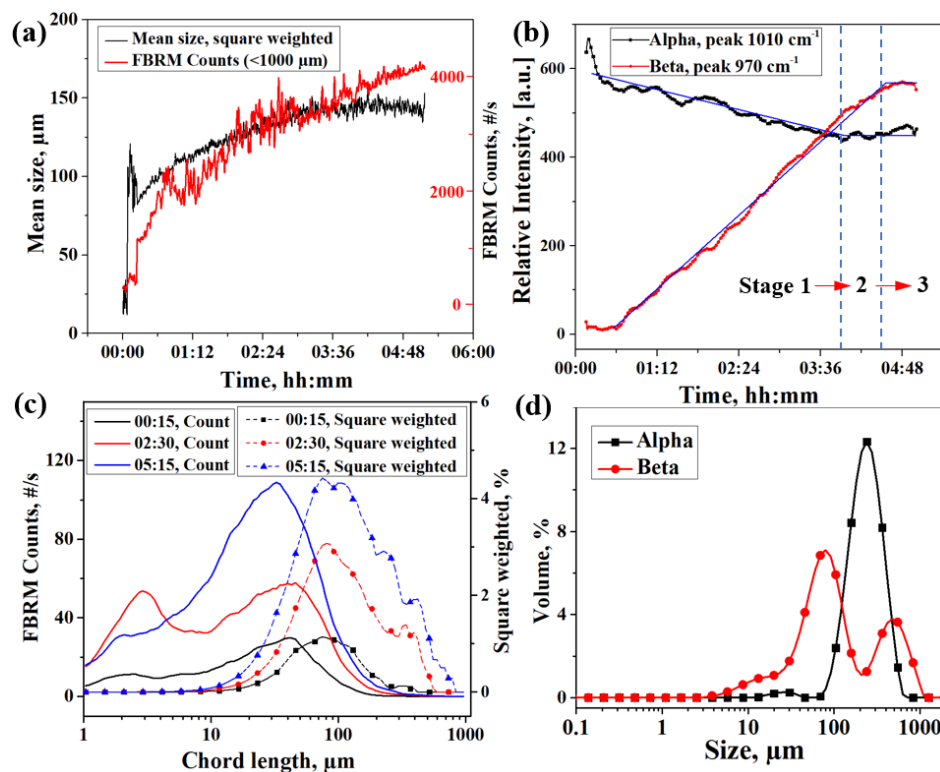 (a)
Mean size, square weighted
FBRM Counts (<1000 µm)
200
150
100
50
0
Mean size, µm
4000
2000
0
FBRM Counts, #/s
00:00 01:12 02:24 03:36 04:48 06:00
Time, hh:mm
(b)
Alpha, peak 1010 cm⁻¹
Beta, peak 970 cm⁻¹
600
400
200
0
Relative Intensity, [a.u.]
Stage 1 2 3
00:00 01:12 02:24 03:36 04:48
Time, hh:mm
(c)
00:15, Count
02:30, Count
05:15, Count
00:15, Square weighted
02:30, Square weighted
05:15, Square weighted
120
80
40
0
FBRM Counts, #/s
6
4
2
0
Square weighted, %
1 10 100 1000
Chord length, µm
(d)
Alpha
Beta
12
8
4
0
Volume, %
0.1 1 10 100 1000
Size, µm